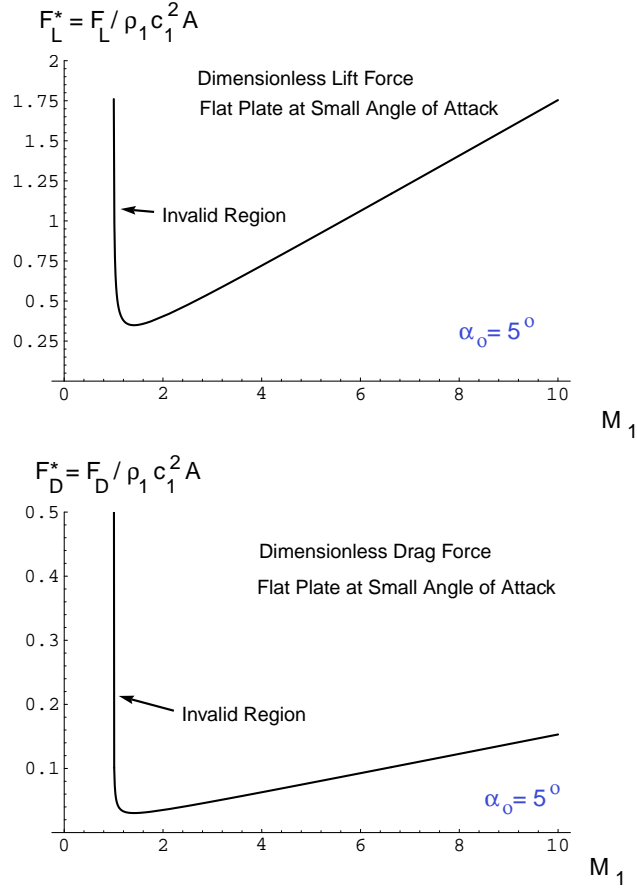 F*L = FL / ρ1 c1² A
Dimensionless Lift Force
Flat Plate at Small Angle of Attack
2
1.75
1.5
1.25
1
0.75
0.5
0.25
Invalid Region
αo = 5°
0 2 4 6 8 10
M1
F*D = FD / ρ1 c1² A
Dimensionless Drag Force
Flat Plate at Small Angle of Attack
0.5
0.4
0.3
0.2
0.1
Invalid Region
αo = 5°
0 2 4 6 8 10
M1